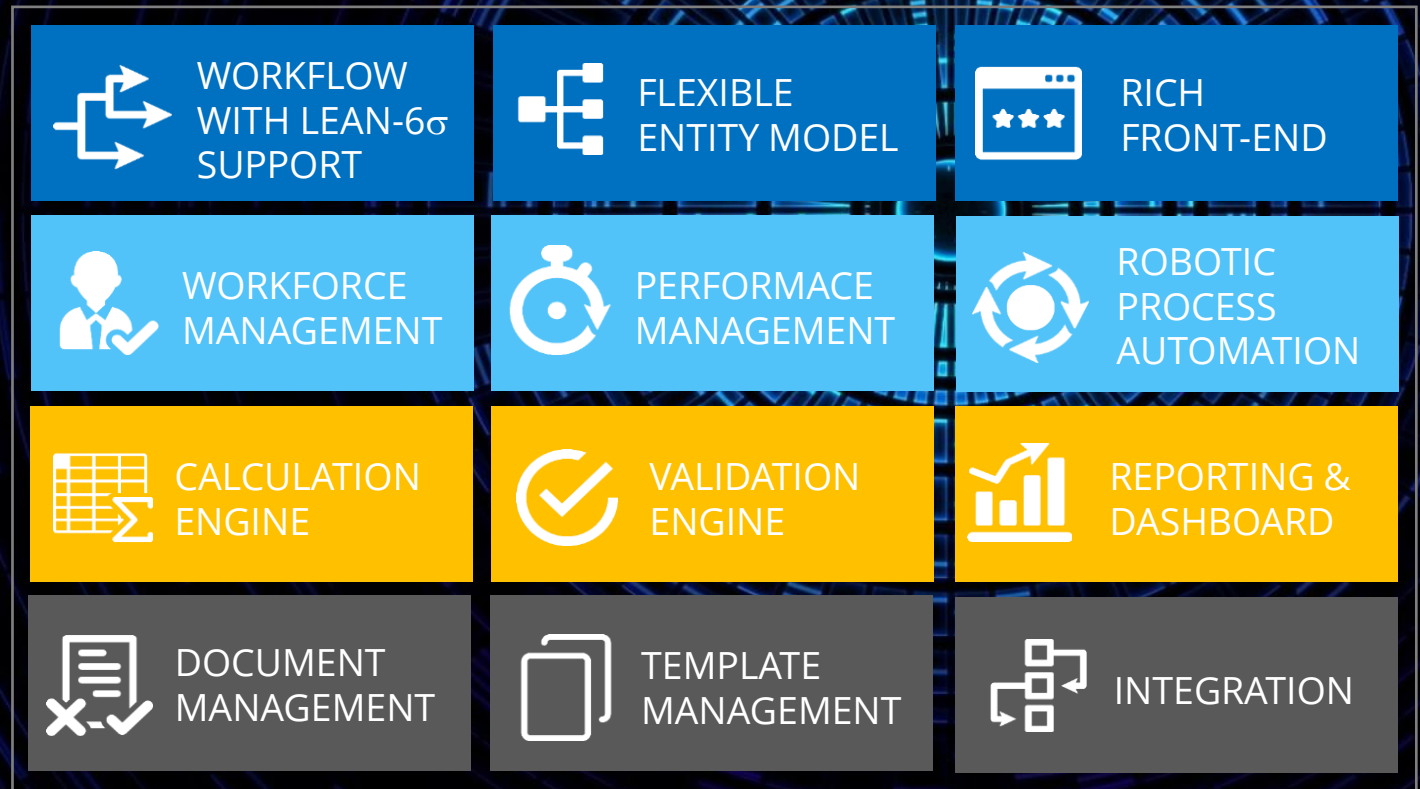 WORKFLOW
WITH LEAN-6σ
SUPPORT
FLEXIBLE
ENTITY MODEL
RICH
FRONT-END
WORKFORCE
MANAGEMENT
PERFORMACE
MANAGEMENT
ROBOTIC
PROCESS
AUTOMATION
CALCULATION
ENGINE
VALIDATION
ENGINE
REPORTING &
DASHBOARD
DOCUMENT
MANAGEMENT
TEMPLATE
MANAGEMENT
INTEGRATION